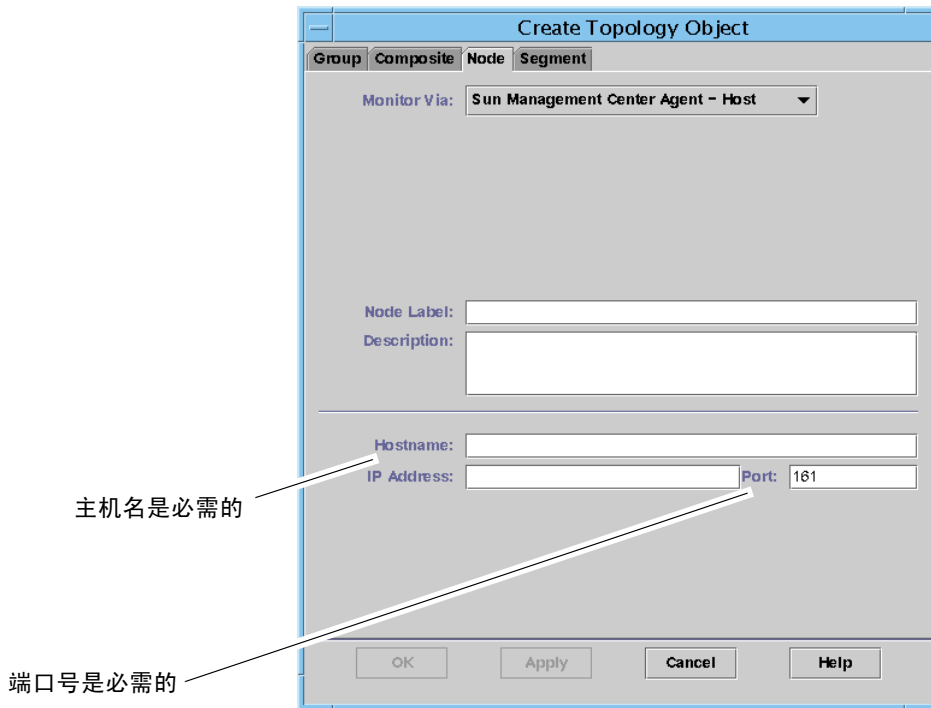 Create Topology Object
Group Composite Node Segment
Monitor Via: Sun Management Center Agent - Host
Node Label:
Description:
Hostname:
IP Address: Port: 161
主机名是必需的
端口号是必需的
OK Apply Cancel Help